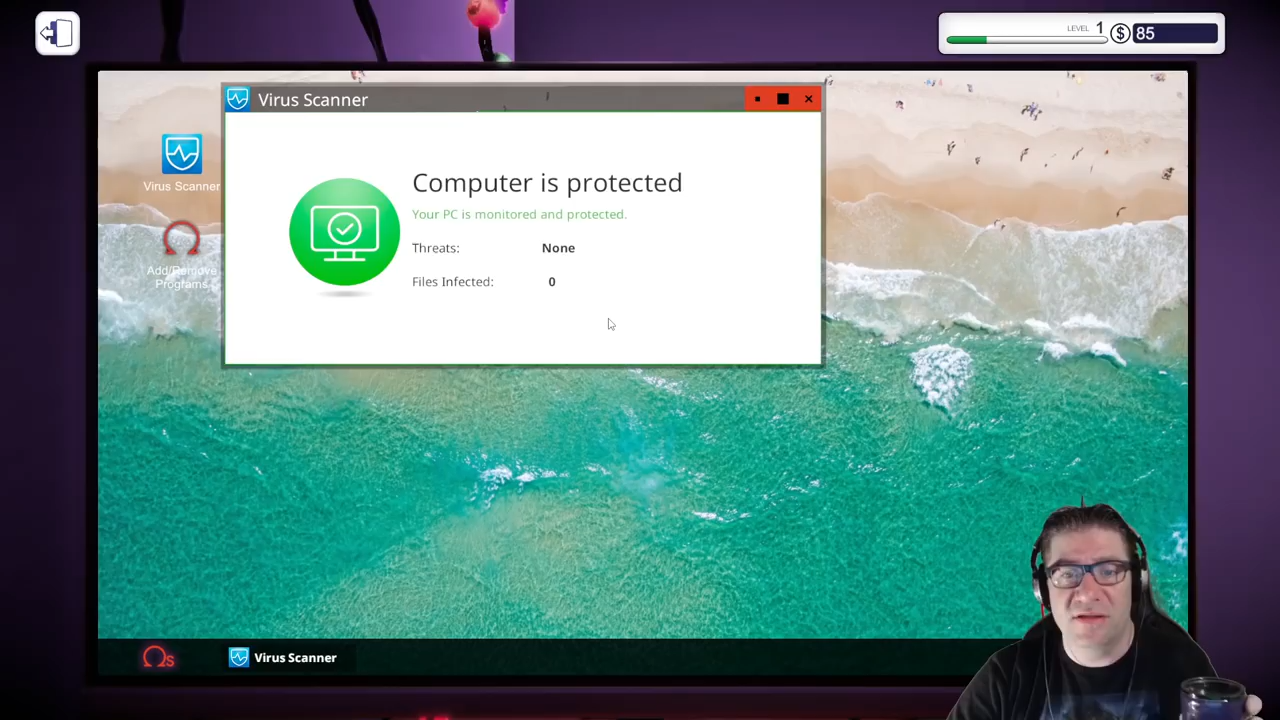 LEVEL 1
$ 85
Virus Scanner
Virus Scanner
Add/Remove
Programs
Computer is protected
Your PC is monitored and protected.
Threats: None
Files Infected: 0
Ωs
Virus Scanner